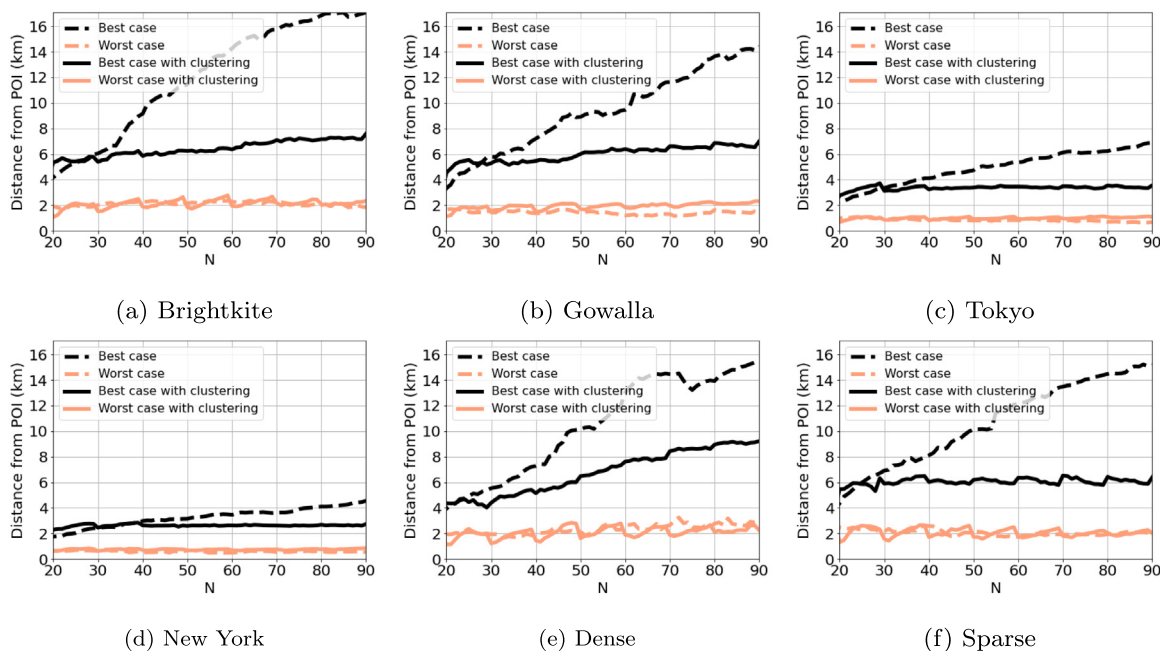 Distance from POI (km)
16
14
12
10
8
6
4
2
0
Best case
Worst case
Best case with clustering
Worst case with clustering
20 30 40 50 60 70 80 90
N
(a) Brightkite
Distance from POI (km)
16
14
12
10
8
6
4
2
0
Best case
Worst case
Best case with clustering
Worst case with clustering
20 30 40 50 60 70 80 90
N
(b) Gowalla
Distance from POI (km)
16
14
12
10
8
6
4
2
0
Best case
Worst case
Best case with clustering
Worst case with clustering
20 30 40 50 60 70 80 90
N
(c) Tokyo
Distance from POI (km)
16
14
12
10
8
6
4
2
0
Best case
Worst case
Best case with clustering
Worst case with clustering
20 30 40 50 60 70 80 90
N
(d) New York
Distance from POI (km)
16
14
12
10
8
6
4
2
0
Best case
Worst case
Best case with clustering
Worst case with clustering
20 30 40 50 60 70 80 90
N
(e) Dense
Distance from POI (km)
16
14
12
10
8
6
4
2
0
Best case
Worst case
Best case with clustering
Worst case with clustering
20 30 40 50 60 70 80 90
N
(f) Sparse